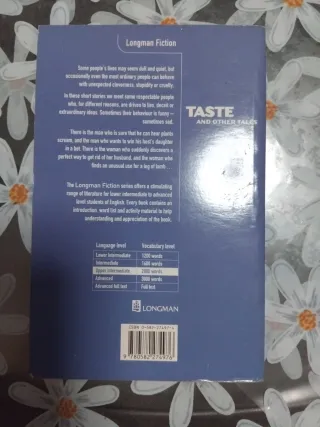 Longman Fiction
Some people's lives may seem dull and quiet, but
occasionally even the most ordinary people can behave
with unexpected cleverness, stupidity or cruelty.
In these short stories we meet some respectable people
who, for different reasons, are driven to lies, deceit or
extraordinary ideas. Sometimes their behaviour is funny –
sometimes sad.
There is the man who is sure that he can hear plants
scream, and the man who wants to win his host's daughter
in a bet. There is the woman who suddenly discovers a
perfect way to get rid of her husband, and the woman who
finds an unusual use for a leg of lamb...
The Longman Fiction series offers a stimulating
range of literature for lower intermediate to advanced
level students of English. Every book contains an
introduction, word list and activity material to help
understanding and appreciation of the book.
TASTE
AND OTHER TALES
Language level Vocabulary level
Lower Intermediate 1200 words
Intermediate 1600 words
Upper Intermediate 2000 words
Advanced 3000 words
Advanced full text Full text
LONGMAN
ISBN 0-582-27497-
9 780582 274976